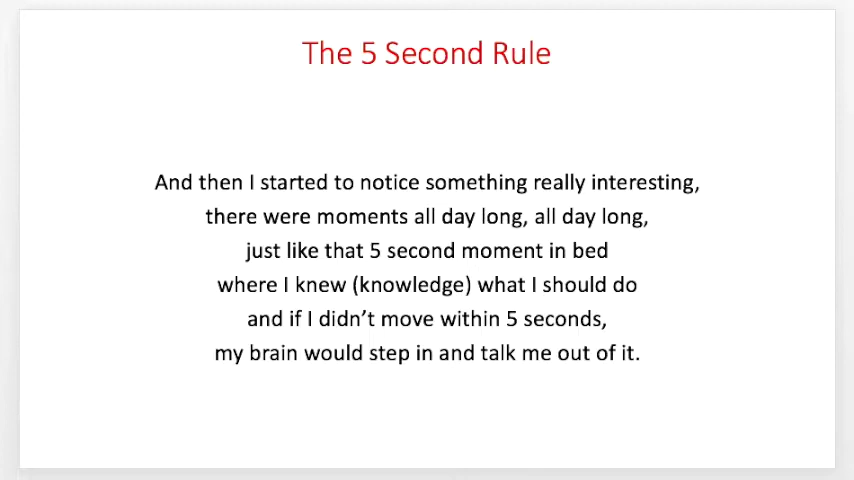 The 5 Second Rule
And then I started to notice something really interesting,
there were moments all day long, all day long,
just like that 5 second moment in bed
where I knew (knowledge) what I should do
and if I didn’t move within 5 seconds,
my brain would step in and talk me out of it.